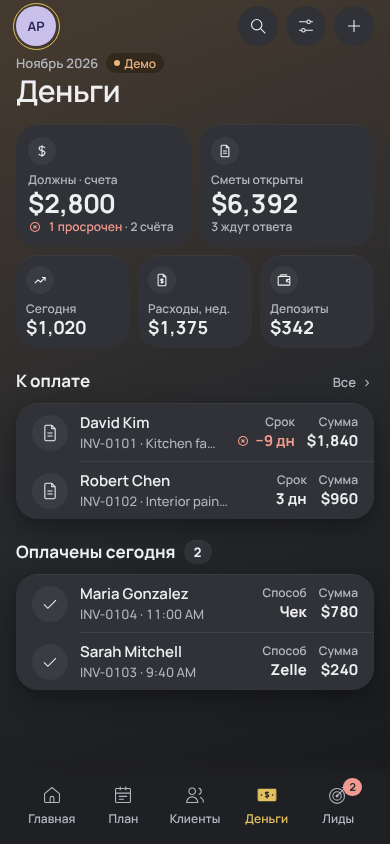 AP
Ноябрь 2026 Демо
Деньги
$
Должны · счета
$2,800
1 просрочен · 2 счёта
Сметы открыты
$6,392
3 ждут ответа
Сегодня
$1,020
Расходы, нед.
$1,375
Депозиты
$342
К оплате
Все >
David Kim
INV-0101 · Kitchen fa…
Срок Сумма
−9 дн $1,840
Robert Chen
INV-0102 · Interior pain…
Срок Сумма
3 дн $960
Оплачены сегодня 2
Maria Gonzalez
INV-0104 · 11:00 AM
Способ Сумма
Чек $780
Sarah Mitchell
INV-0103 · 9:40 AM
Способ Сумма
Zelle $240
2
Главная План Клиенты Деньги Лиды